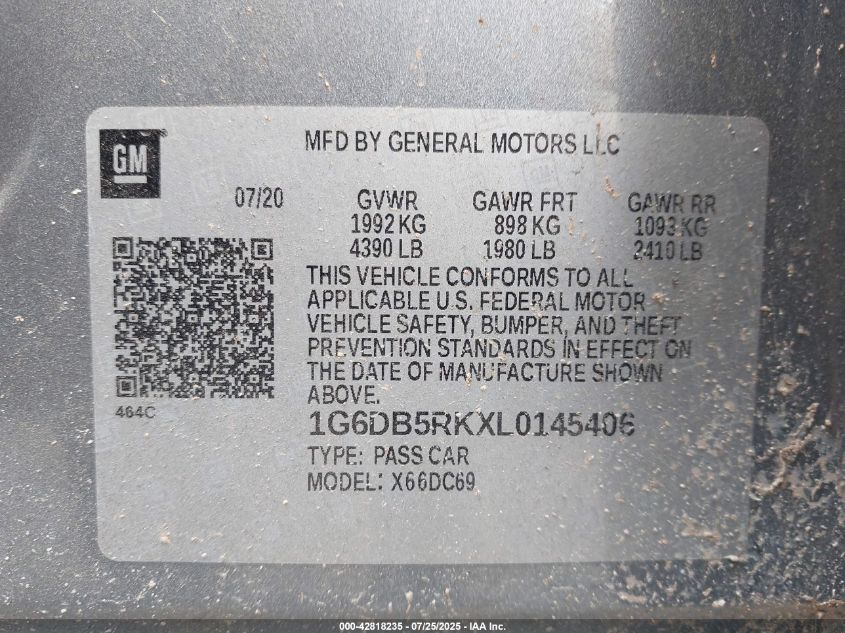 GM
MFD BY GENERAL MOTORS LLC
07/20 GVWR GAWR FRT GAWR RR
1992 KG 898 KG 1093 KG
4390 LB 1980 LB 2410 LB
THIS VEHICLE CONFORMS TO ALL
APPLICABLE U.S. FEDERAL MOTOR
VEHICLE SAFETY, BUMPER, AND THEFT
PREVENTION STANDARDS IN EFFECT ON
THE DATE OF MANUFACTURE SHOWN
ABOVE.
464C
1G6DB5RKXL0145406
TYPE: PASS CAR
MODEL: X66DC69
000-42818235 - 07/25/2025 - IAA Inc.